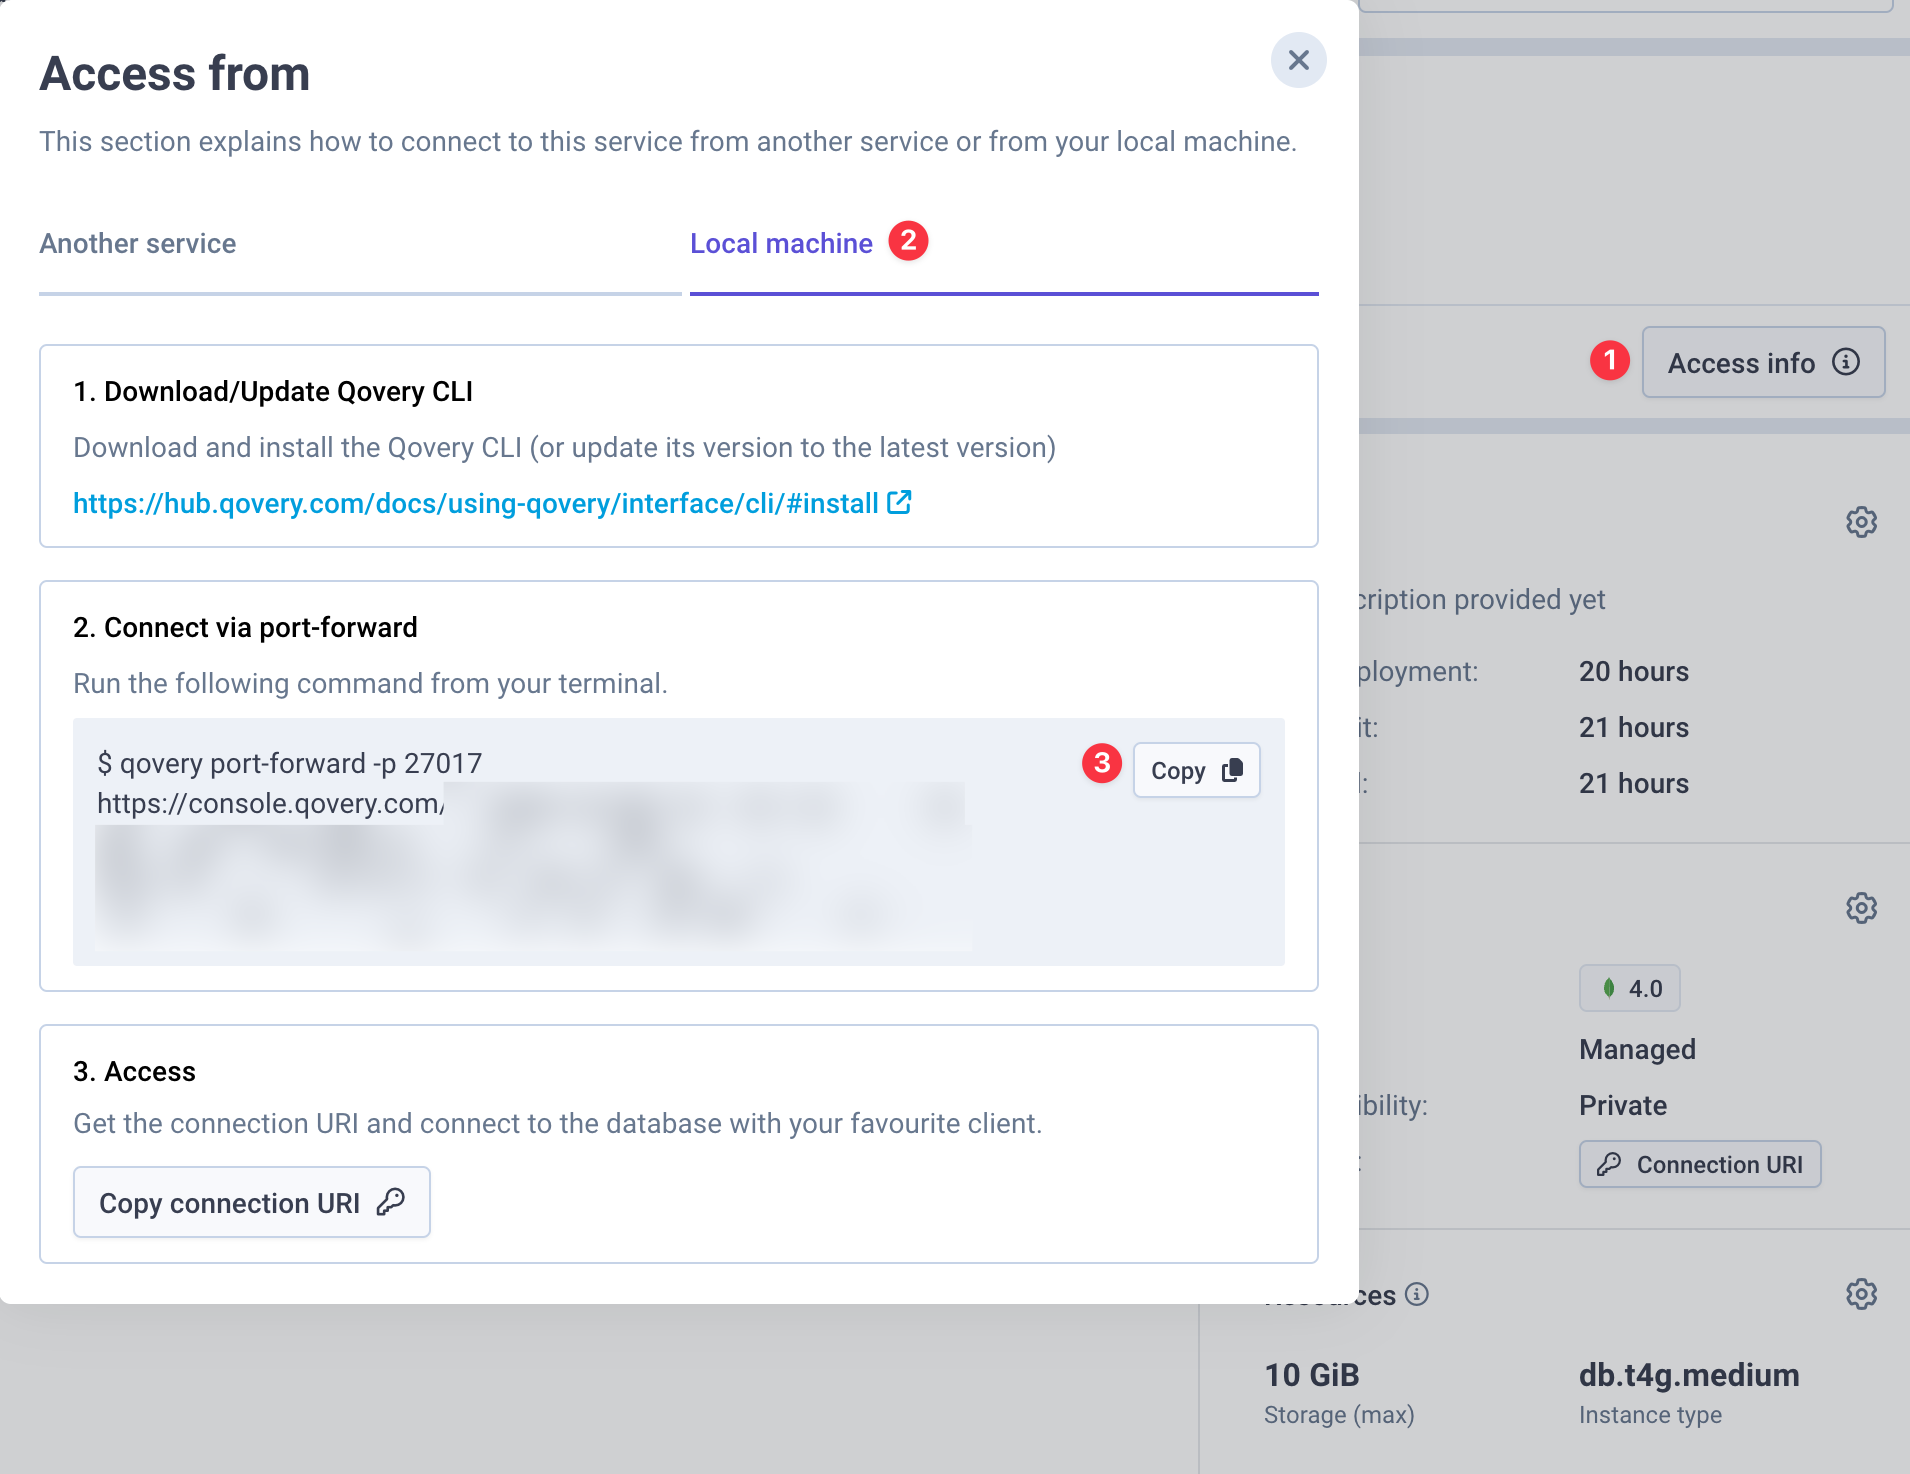 Access from
This section explains how to connect to this service from another service or from your local machine.
Another service
Local machine 2
1. Download/Update Qovery CLI
Download and install the Qovery CLI (or update its version to the latest version)
https://hub.qovery.com/docs/using-qovery/interface/cli/#install
2. Connect via port-forward
Run the following command from your terminal.
$ qovery port-forward -p 27017
https://console.qovery.com/
3 Copy
3. Access
Get the connection URI and connect to the database with your favourite client.
Copy connection URI
1 Access info
cription provided yet
ployment: 20 hours
it: 21 hours
l: 21 hours
4.0
Managed
ibility: Private
: Connection URI
Resources
10 GiB
Storage (max)
db.t4g.medium
Instance type